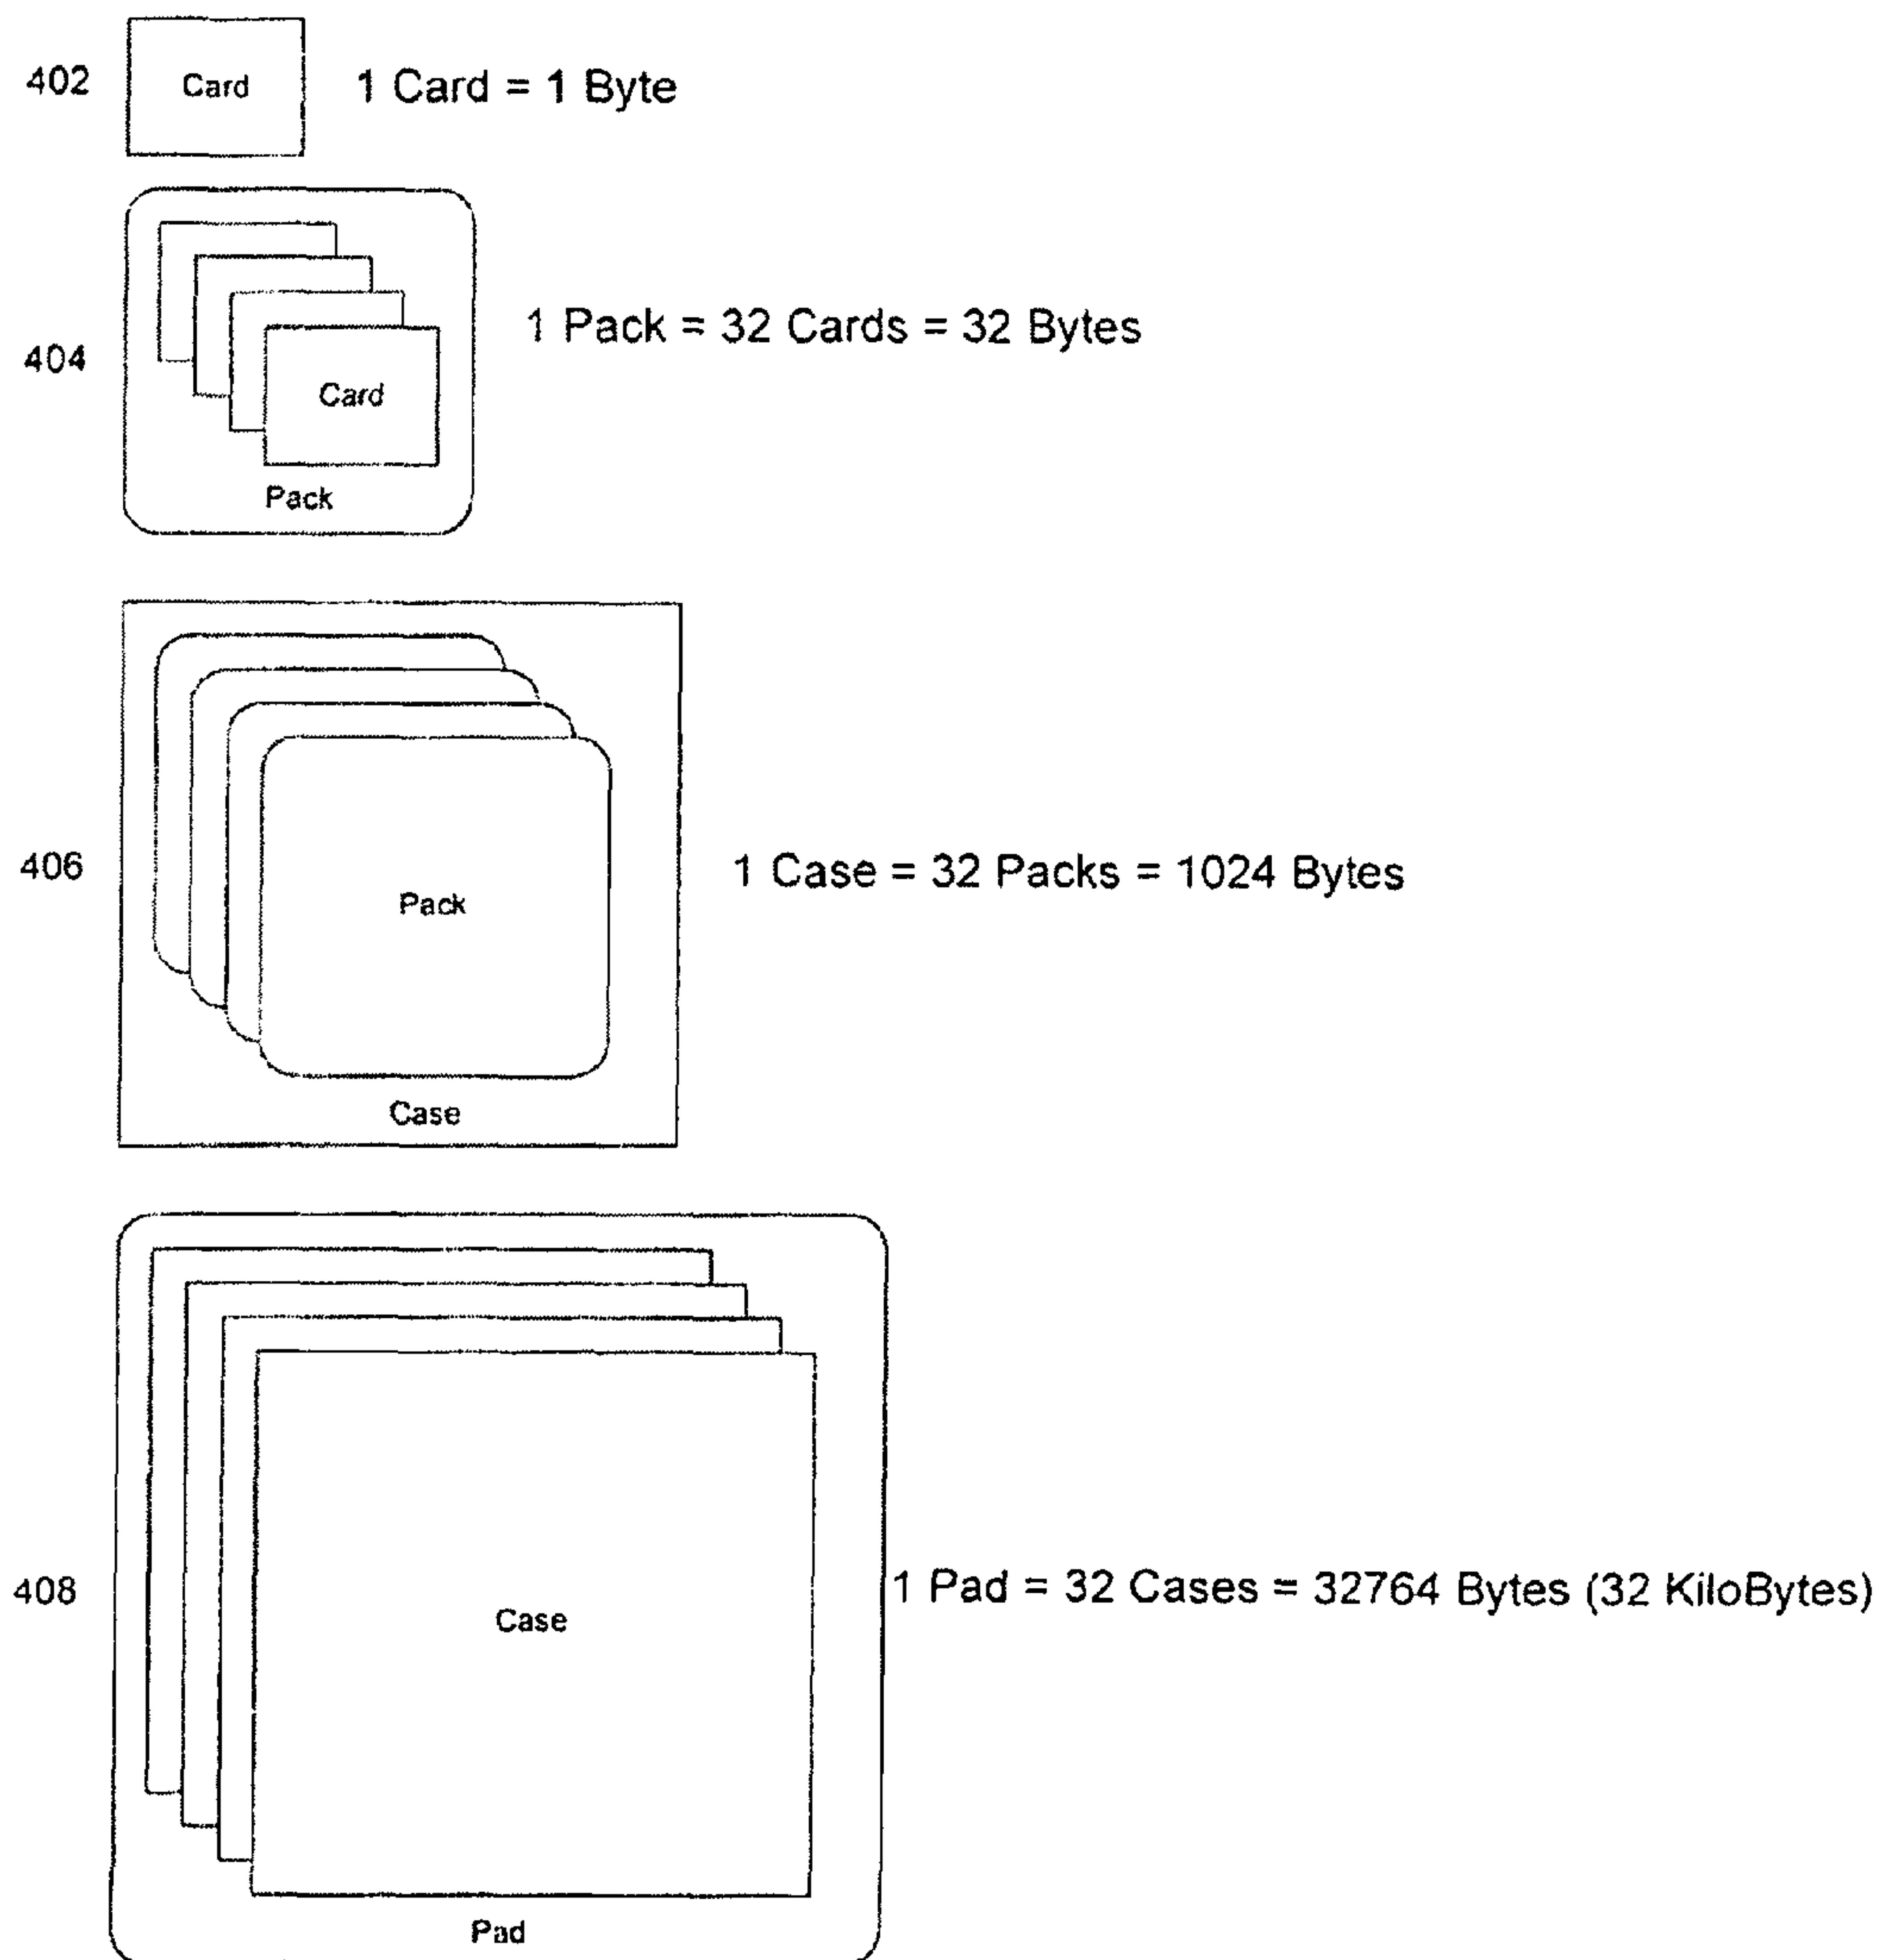 402
Card
1 Card = 1 Byte
1 Pack = 32 Cards = 32 Bytes
404
Card
Pack
406
Pack
1 Case = 32 Packs = 1024 Bytes
Case
408
Case
1 Pad = 32 Cases = 32764 Bytes (32 KiloBytes)
Pad